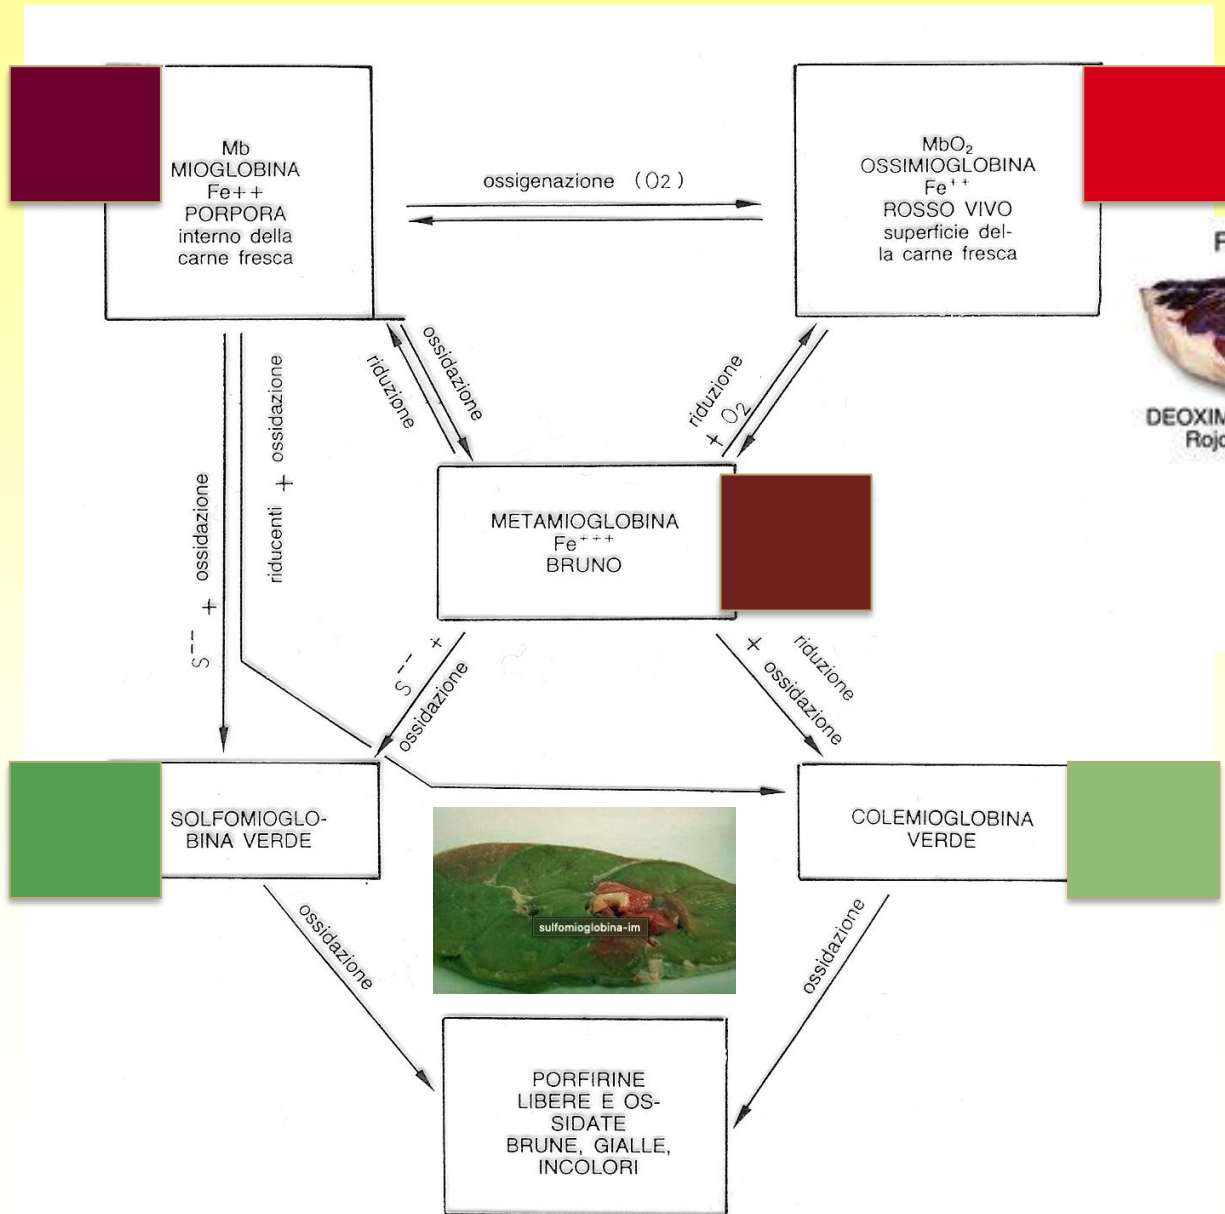 Mb
MIOGLOBINA
Fe++
PORPORA
interno della
carne fresca
ossigenazione (O2)
MbO₂
OSSIMIOGLOBINA
Fe⁺⁺
ROSSO VIVO
superficie del-
la carne fresca
ossidazione
riduzione
riduzione
+ O2
DEOXIM
Rojo
S-- + ossidazione
riducenti + ossidazione
METAMIOGLOBINA
Fe⁺⁺⁺
BRUNO
S-- +
ossidazione
riduzione
+ ossidazione
SOLFOMIOGLO-
BINA VERDE
COLEMIOGLOBINA
VERDE
sulfomioglobina-im
ossidazione
ossidazione
PORFIRINE
LIBERE E OS-
SIDATE
BRUNE, GIALLE,
INCOLORI